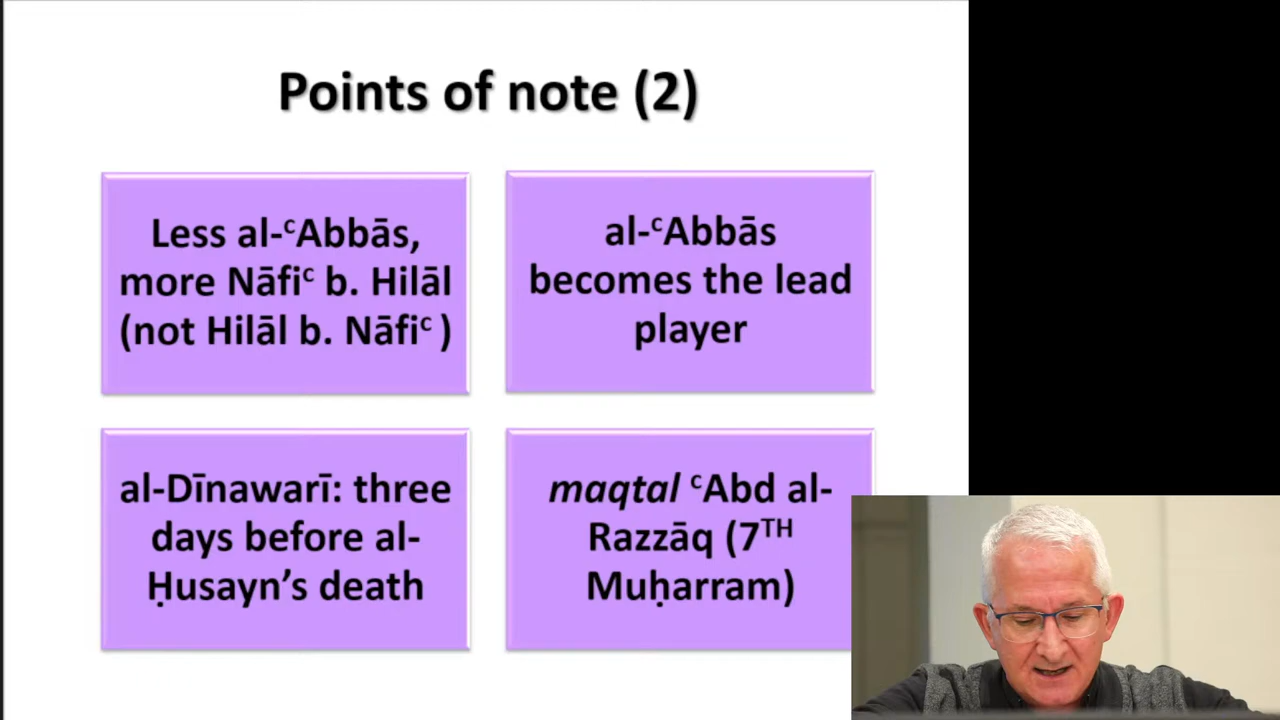 Points of note (2)
Less al-ᶜAbbās,
more Nāfiᶜ b. Hilāl
(not Hilāl b. Nāfiᶜ )
al-ᶜAbbās
becomes the lead
player
al-Dīnawarī: three
days before al-
Ḥusayn’s death
maqtal ᶜAbd al-
Razzāq (7TH
Muḥarram)